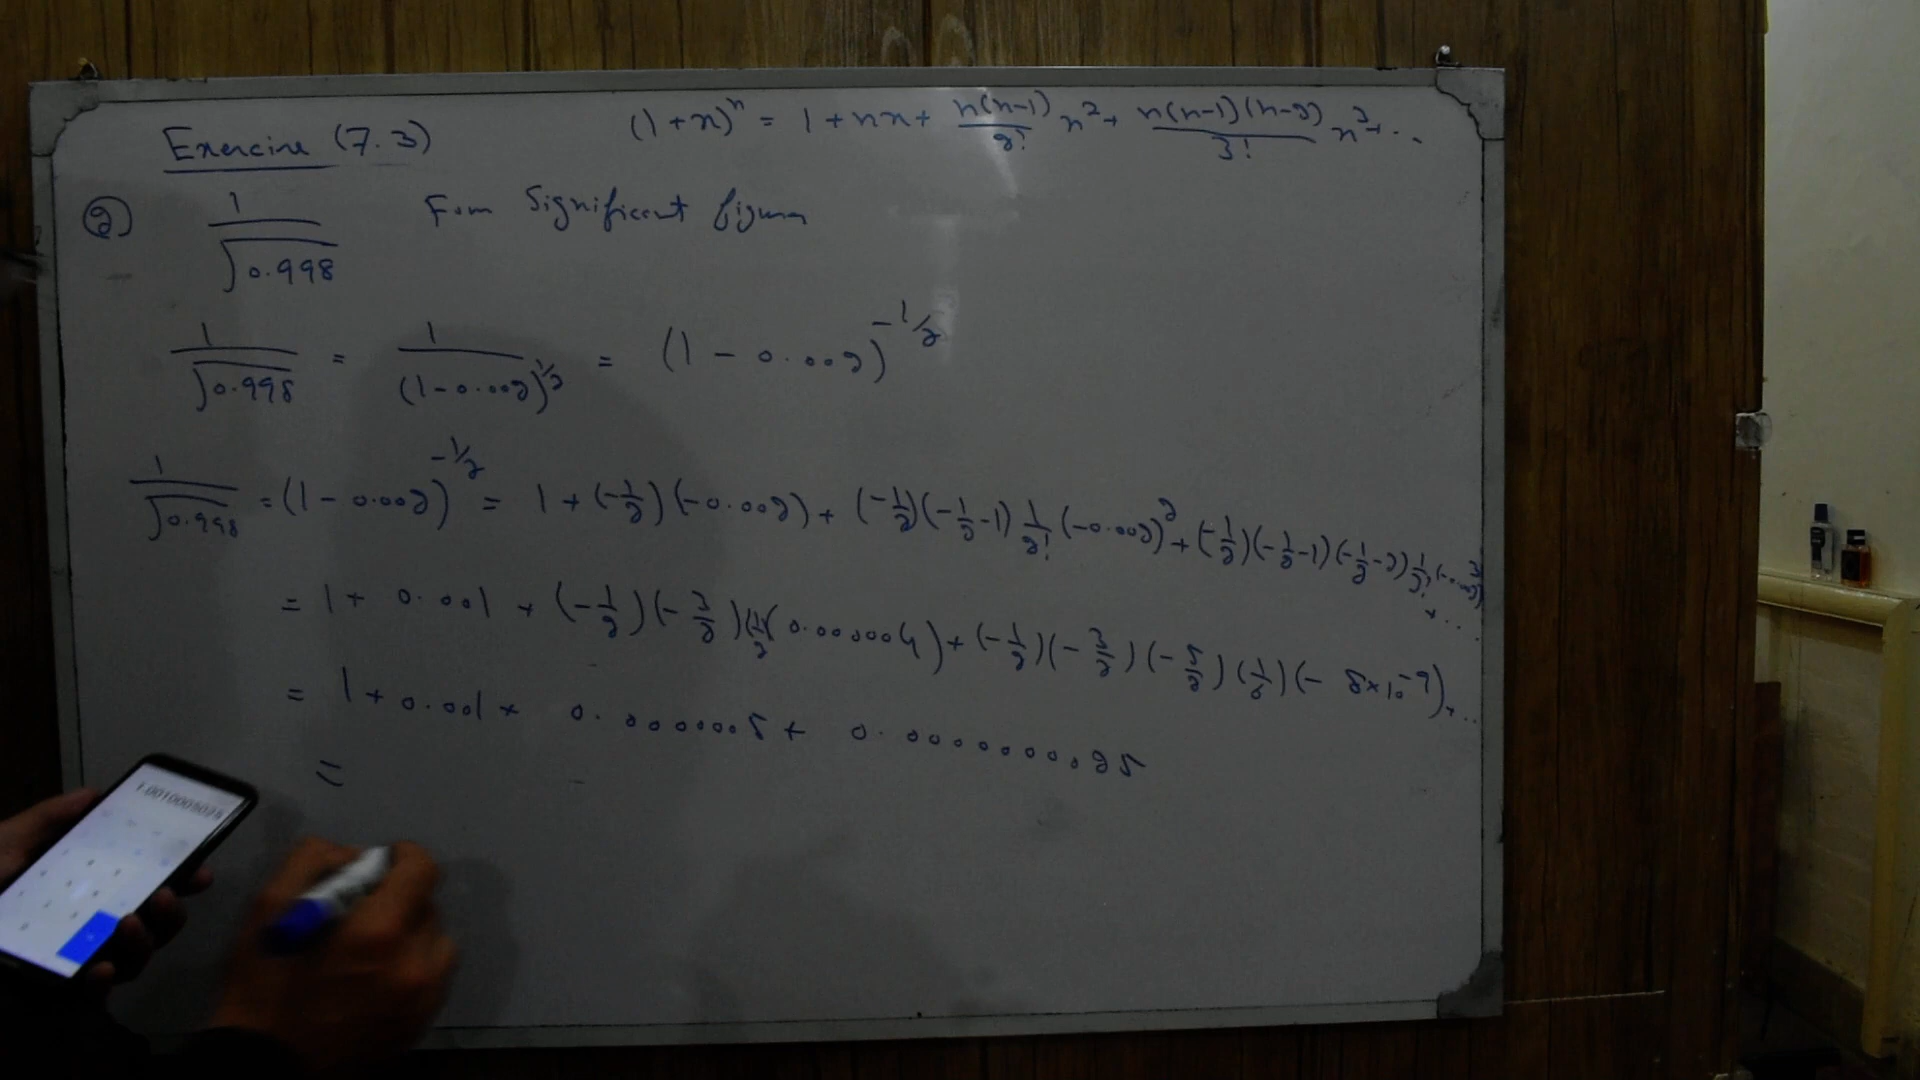 Exercise (7.3)
(1+x)^n = 1 + nx + n(n-1)/2! x^2 + n(n-1)(n-2)/3! x^3 + ...
② 1/√0.998 Four Significant figures
1/√0.998 = 1/(1-0.002)^1/2 = (1 - 0.002)^-1/2
1/√0.998 = (1 - 0.002)^-1/2 = 1 + (-1/2)(-0.002) + (-1/2)(-1/2-1) 1/2! (-0.002)^2 + (-1/2)(-1/2-1)(-1/2-2) 1/3! (-0.002)^3 + ...
= 1 + 0.001 + (-1/2)(-3/2)(1/2)(0.000004) + (-1/2)(-3/2)(-5/2)(1/6)(- 8×10^-9) + ...
= 1 + 0.001 +
=